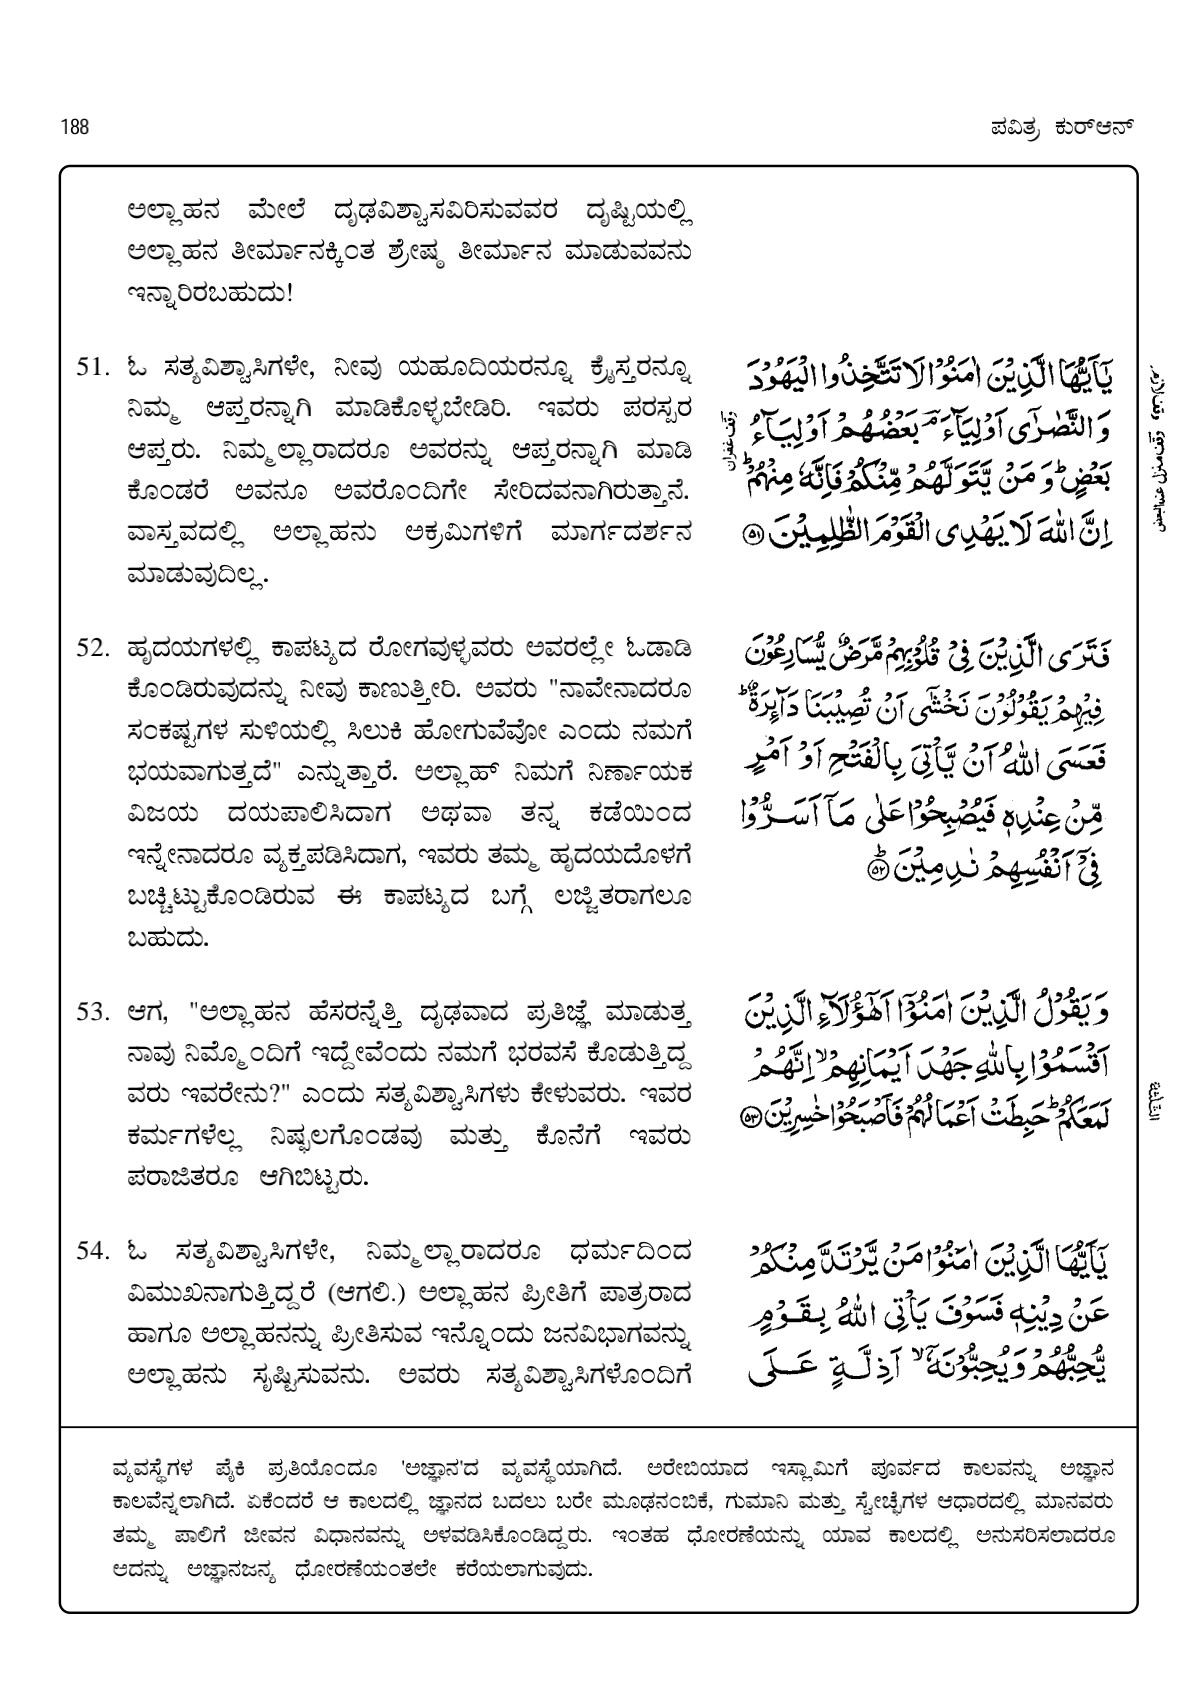 188
ಪವಿತ್ರ ಕುರ್‌ಆನ್
ಅಲ್ಲಾಹನ ಮೇಲೆ ದೃಢವಿಶ್ವಾಸವಿರಿಸುವವರ ದೃಷ್ಟಿಯಲ್ಲಿ
ಅಲ್ಲಾಹನ ತೀರ್ಮಾನಕ್ಕಿಂತ ಶ್ರೇಷ್ಠ ತೀರ್ಮಾನ ಮಾಡುವವನು
ಇನ್ನಾರಿರಬಹುದು!
51. ಓ ಸತ್ಯವಿಶ್ವಾಸಿಗಳೇ, ನೀವು ಯಹೂದಿಯರನ್ನೂ ಕ್ರೈಸ್ತರನ್ನೂ
ನಿಮ್ಮ ಆಪ್ತರನ್ನಾಗಿ ಮಾಡಿಕೊಳ್ಳಬೇಡಿರಿ. ಇವರು ಪರಸ್ಪರ
ಆಪ್ತರು. ನಿಮ್ಮಲ್ಲಾರಾದರೂ ಅವರನ್ನು ಆಪ್ತರನ್ನಾಗಿ ಮಾಡಿ
ಕೊಂಡರೆ ಅವನೂ ಅವರೊಂದಿಗೇ ಸೇರಿದವನಾಗಿರುತ್ತಾನೆ.
ವಾಸ್ತವದಲ್ಲಿ ಅಲ್ಲಾಹನು ಅಕ್ರಮಿಗಳಿಗೆ ಮಾರ್ಗದರ್ಶನ
ಮಾಡುವುದಿಲ್ಲ.
يٰۤاَيُّهَا الَّذِيْنَ اٰمَنُوْا لَا تَتَّخِذُوا الْيَهُوْدَ
وَالنَّصٰرٰۤى اَوْلِيَآءَ ۘ بَعْضُهُمْ اَوْلِيَآءُ
بَعْضٍ ؕ وَ مَنْ يَّتَوَلَّهُمْ مِّنْكُمْ فَاِنَّهٗ مِنْهُمْ ؕ
اِنَّ اللّٰهَ لَا يَهْدِى الْقَوْمَ الظّٰلِمِيْنَ ۵۱
وقف لازم
وقف منزل عند البعض
وقف غفران
52. ಹೃದಯಗಳಲ್ಲಿ ಕಾಪಟ್ಯದ ರೋಗವುಳ್ಳವರು ಅವರಲ್ಲೇ ಓಡಾಡಿ
ಕೊಂಡಿರುವುದನ್ನು ನೀವು ಕಾಣುತ್ತೀರಿ. ಅವರು "ನಾವೇನಾದರೂ
ಸಂಕಷ್ಟಗಳ ಸುಳಿಯಲ್ಲಿ ಸಿಲುಕಿ ಹೋಗುವೆವೋ ಎಂದು ನಮಗೆ
ಭಯವಾಗುತ್ತದೆ" ಎನ್ನುತ್ತಾರೆ. ಅಲ್ಲಾಹ್ ನಿಮಗೆ ನಿರ್ಣಾಯಕ
ವಿಜಯ ದಯಪಾಲಿಸಿದಾಗ ಅಥವಾ ತನ್ನ ಕಡೆಯಿಂದ
ಇನ್ನೇನಾದರೂ ವ್ಯಕ್ತಪಡಿಸಿದಾಗ, ಇವರು ತಮ್ಮ ಹೃದಯದೊಳಗೆ
ಬಚ್ಚಿಟ್ಟುಕೊಂಡಿರುವ ಈ ಕಾಪಟ್ಯದ ಬಗ್ಗೆ ಲಜ್ಜಿತರಾಗಲೂ
ಬಹುದು.
فَتَرَى الَّذِيْنَ فِىْ قُلُوْبِهِمْ مَّرَضٌ يُّسَارِعُوْنَ
فِيْهِمْ يَقُوْلُوْنَ نَخْشٰۤى اَنْ تُصِيْبَنَا دَآئِرَةٌ ؕ
فَعَسَى اللّٰهُ اَنْ يَّاْتِىَ بِالْفَتْحِ اَوْ اَمْرٍ
مِّنْ عِنْدِهٖ فَيُصْبِحُوْا عَلٰى مَاۤ اَسَرُّوْا
فِىْۤ اَنْفُسِهِمْ نٰدِمِيْنَ ؕ ۵۲
53. ಆಗ, "ಅಲ್ಲಾಹನ ಹೆಸರನ್ನೆತ್ತಿ ದೃಢವಾದ ಪ್ರತಿಜ್ಞೆ ಮಾಡುತ್ತ
ನಾವು ನಿಮ್ಮೊಂದಿಗೆ ಇದ್ದೇವೆಂದು ನಮಗೆ ಭರವಸೆ ಕೊಡುತ್ತಿದ್ದ
ವರು ಇವರೇನು?" ಎಂದು ಸತ್ಯವಿಶ್ವಾಸಿಗಳು ಕೇಳುವರು. ಇವರ
ಕರ್ಮಗಳೆಲ್ಲ ನಿಷ್ಫಲಗೊಂಡವು ಮತ್ತು ಕೊನೆಗೆ ಇವರು
ಪರಾಜಿತರೂ ಆಗಿಬಿಟ್ಟರು.
وَ يَقُوْلُ الَّذِيْنَ اٰمَنُوْۤا اَهٰۤؤُلَآءِ الَّذِيْنَ
اَقْسَمُوْا بِاللّٰهِ جَهْدَ اَيْمَانِهِمْ ۙ اِنَّهُمْ
لَمَعَكُمْ ؕ حَبِطَتْ اَعْمَالُهُمْ فَاَصْبَحُوْا خٰسِرِيْنَ ۵۳
الثلثة
54. ಓ ಸತ್ಯವಿಶ್ವಾಸಿಗಳೇ, ನಿಮ್ಮಲ್ಲಾರಾದರೂ ಧರ್ಮದಿಂದ
ವಿಮುಖನಾಗುತ್ತಿದ್ದರೆ (ಆಗಲಿ.) ಅಲ್ಲಾಹನ ಪ್ರೀತಿಗೆ ಪಾತ್ರರಾದ
ಹಾಗೂ ಅಲ್ಲಾಹನನ್ನು ಪ್ರೀತಿಸುವ ಇನ್ನೊಂದು ಜನವಿಭಾಗವನ್ನು
ಅಲ್ಲಾಹನು ಸೃಷ್ಟಿಸುವನು. ಅವರು ಸತ್ಯವಿಶ್ವಾಸಿಗಳೊಂದಿಗೆ
يٰۤاَيُّهَا الَّذِيْنَ اٰمَنُوْا مَنْ يَّرْتَدَّ مِنْكُمْ
عَنْ دِيْنِهٖ فَسَوْفَ يَاْتِى اللّٰهُ بِقَوْمٍ
يُّحِبُّهُمْ وَ يُحِبُّوْنَهٗۤ ۙ اَذِلَّةٍ عَلَى
ವ್ಯವಸ್ಥೆಗಳ ಪೈಕಿ ಪ್ರತಿಯೊಂದೂ 'ಅಜ್ಞಾನ'ದ ವ್ಯವಸ್ಥೆಯಾಗಿದೆ. ಅರೇಬಿಯಾದ ಇಸ್ಲಾಮಿಗೆ ಪೂರ್ವದ ಕಾಲವನ್ನು ಅಜ್ಞಾನ
ಕಾಲವೆನ್ನಲಾಗಿದೆ. ಏಕೆಂದರೆ ಆ ಕಾಲದಲ್ಲಿ ಜ್ಞಾನದ ಬದಲು ಬರೇ ಮೂಢನಂಬಿಕೆ, ಗುಮಾನಿ ಮತ್ತು ಸ್ವೇಚ್ಛೆಗಳ ಆಧಾರದಲ್ಲಿ ಮಾನವರು
ತಮ್ಮ ಪಾಲಿಗೆ ಜೀವನ ವಿಧಾನವನ್ನು ಅಳವಡಿಸಿಕೊಂಡಿದ್ದರು. ಇಂತಹ ಧೋರಣೆಯನ್ನು ಯಾವ ಕಾಲದಲ್ಲಿ ಅನುಸರಿಸಲಾದರೂ
ಅದನ್ನು ಅಜ್ಞಾನಜನ್ಯ ಧೋರಣೆಯಂತಲೇ ಕರೆಯಲಾಗುವುದು.